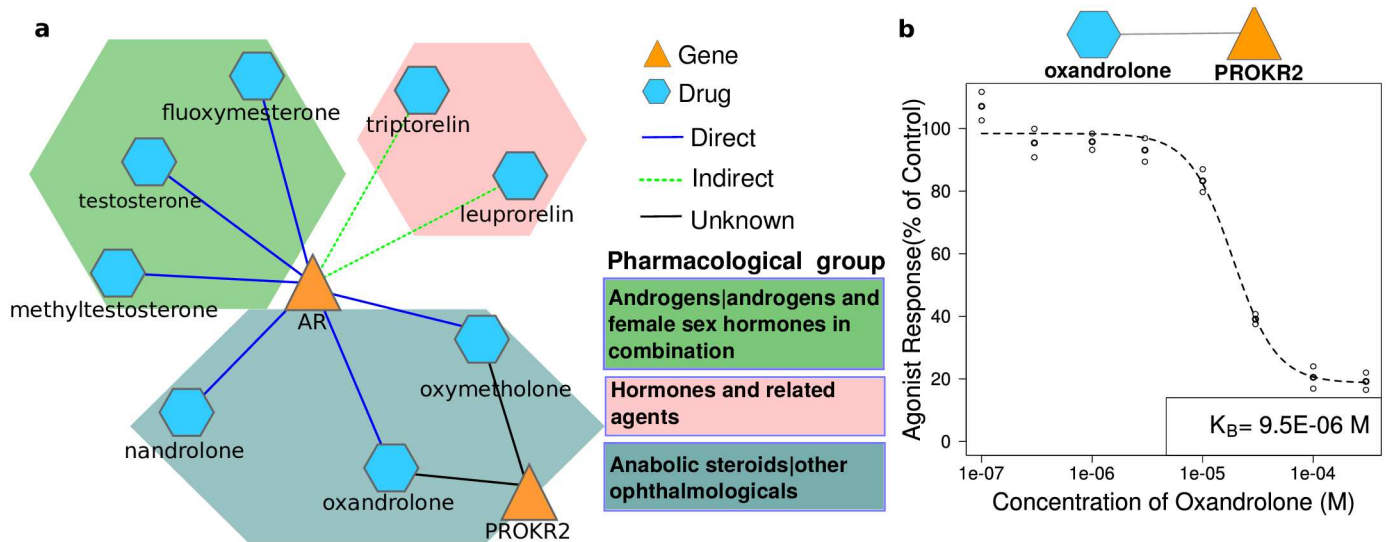 a
fluoxymesterone
triptorelin
testosterone
leuprorelin
methyltestosterone
AR
oxymetholone
nandrolone
oxandrolone
PROKR2
Gene
Drug
Direct
Indirect
Unknown
Pharmacological group
Androgens|androgens and
female sex hormones in
combination
Hormones and related
agents
Anabolic steroids|other
ophthalmologicals
b
oxandrolone
PROKR2
Agonist Response(% of Control)
100
80
60
40
20
0
K_B= 9.5E-06 M
1e-07
1e-06
1e-05
1e-04
Concentration of Oxandrolone (M)